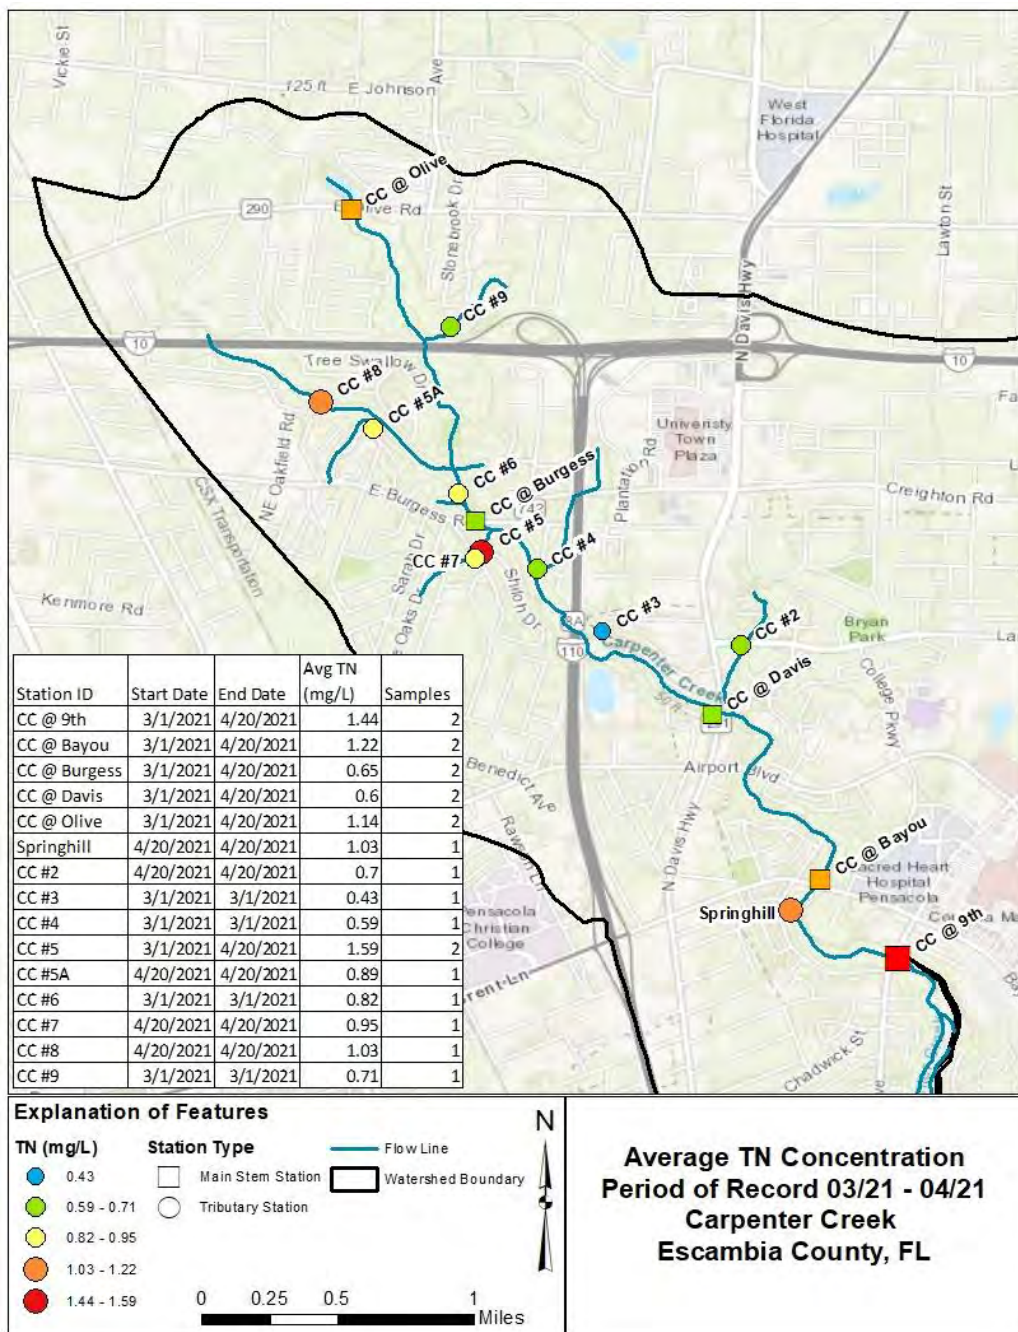 Vickie St
125 ft
E Johnson
Ave
West
Florida
Hospital
Lawton St
CC @ Olive
290
Stonebrook Dr
CC #9
N Davis Hwy
10
Tree Swallow Dr
10
CC #8
CC #5A
NE Oakfield Rd
Univeristy
Town
Plaza
Plantation Rd
CC #6
CC @ Burgess
742
Creighton Rd
E Burgess R
CSX Transportation
CC #5
CC #7
Sarah Dr
CC #4
Shiloh Dr
Kenmore Rd
e Oaks Dr
CC #3
8A
110
CC #2
Bryan
Park
Carpenter Creek
50 ft
CC @ Davis
College Pkwy
Airport Blvd
Benedict Ave
Rawson Ln
N Davis Hwy
CC @ Bayou
acred Heart
Hospital
Pensacola
Springhill
Pensacola
Christian
College
CC @ 9th
rent Ln
Chadwick St
Station ID Start Date End Date Avg TN (mg/L) Samples
CC @ 9th 3/1/2021 4/20/2021 1.44 2
CC @ Bayou 3/1/2021 4/20/2021 1.22 2
CC @ Burgess 3/1/2021 4/20/2021 0.65 2
CC @ Davis 3/1/2021 4/20/2021 0.6 2
CC @ Olive 3/1/2021 4/20/2021 1.14 2
Springhill 4/20/2021 4/20/2021 1.03 1
CC #2 4/20/2021 4/20/2021 0.7 1
CC #3 3/1/2021 3/1/2021 0.43 1
CC #4 3/1/2021 3/1/2021 0.59 1
CC #5 3/1/2021 4/20/2021 1.59 2
CC #5A 4/20/2021 4/20/2021 0.89 1
CC #6 3/1/2021 3/1/2021 0.82 1
CC #7 4/20/2021 4/20/2021 0.95 1
CC #8 4/20/2021 4/20/2021 1.03 1
CC #9 3/1/2021 3/1/2021 0.71 1
Explanation of Features
TN (mg/L)
0.43
0.59 - 0.71
0.82 - 0.95
1.03 - 1.22
1.44 - 1.59
Station Type
Main Stem Station
Tributary Station
Flow Line
Watershed Boundary
N
0 0.25 0.5 1
Miles
Average TN Concentration
Period of Record 03/21 - 04/21
Carpenter Creek
Escambia County, FL